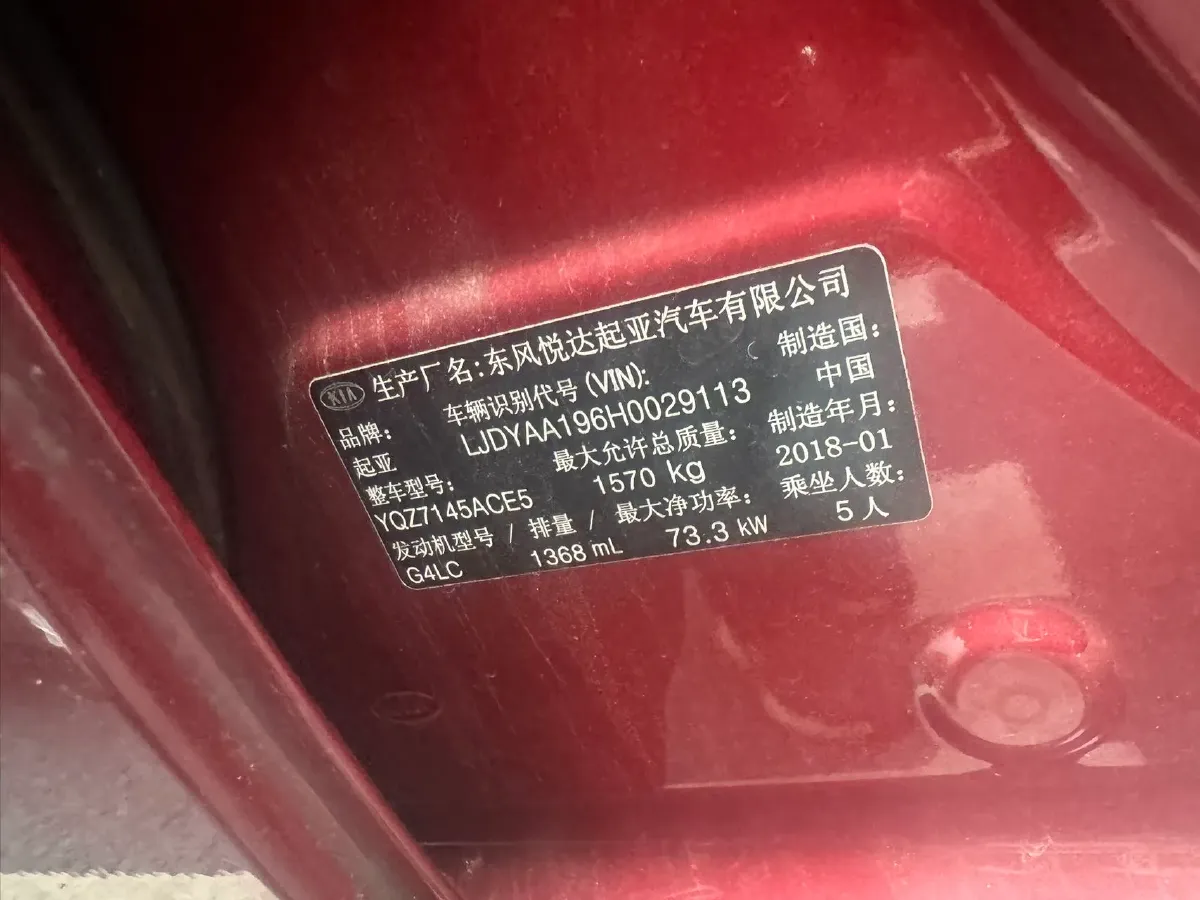 KIA 生产厂名:东风悦达起亚汽车有限公司
品牌: 车辆识别代号 (VIN): 制造国:
起亚 LJDYAA196H0029113 中国
整车型号: 最大允许总质量: 制造年月:
YQZ7145ACE5 1570 kg 2018-01
发动机型号 / 排量 / 最大净功率: 乘坐人数:
G4LC 1368 mL 73.3 kW 5人